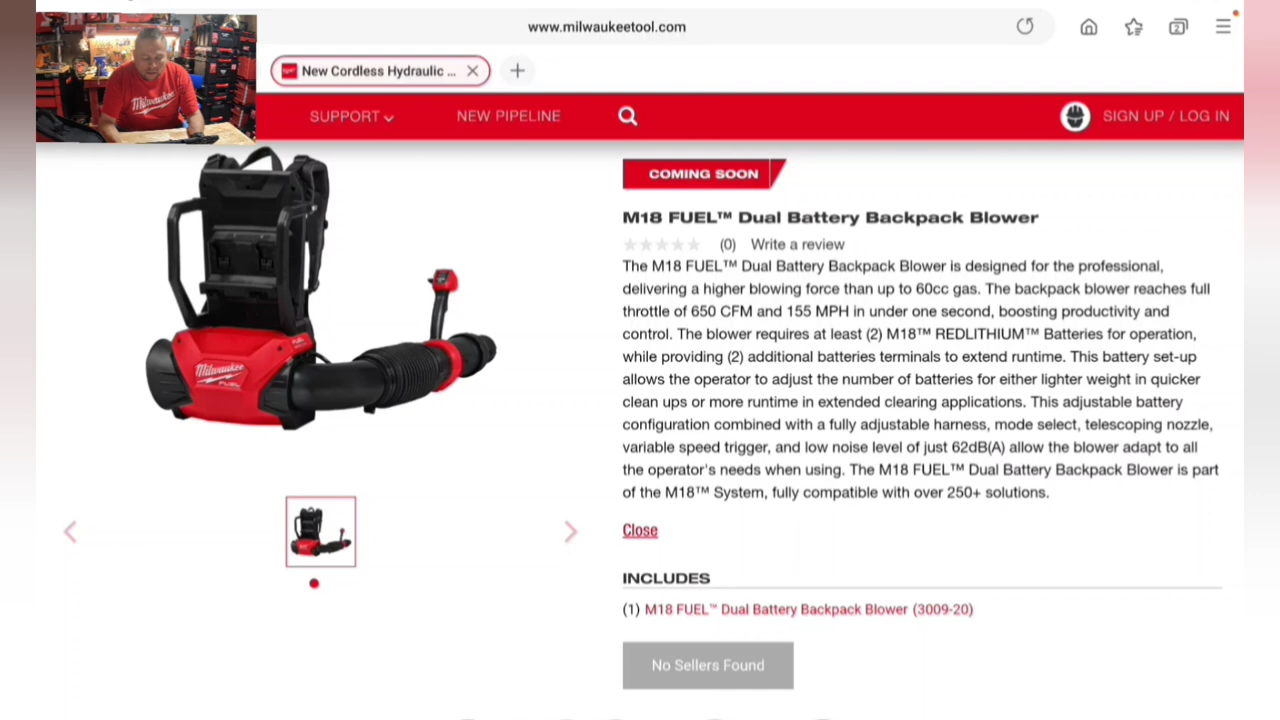 www.milwaukeetool.com
2
New Cordless Hydraulic ...
SUPPORT
NEW PIPELINE
SIGN UP / LOG IN
Milwaukee
COMING SOON
M18 FUEL™ Dual Battery Backpack Blower
(0) Write a review
The M18 FUEL™ Dual Battery Backpack Blower is designed for the professional,
delivering a higher blowing force than up to 60cc gas. The backpack blower reaches full
throttle of 650 CFM and 155 MPH in under one second, boosting productivity and
control. The blower requires at least (2) M18™ REDLITHIUM™ Batteries for operation,
while providing (2) additional batteries terminals to extend runtime. This battery set-up
allows the operator to adjust the number of batteries for either lighter weight in quicker
clean ups or more runtime in extended clearing applications. This adjustable battery
configuration combined with a fully adjustable harness, mode select, telescoping nozzle,
variable speed trigger, and low noise level of just 62dB(A) allow the blower adapt to all
the operator's needs when using. The M18 FUEL™ Dual Battery Backpack Blower is part
of the M18™ System, fully compatible with over 250+ solutions.
Milwaukee
FUEL
Close
INCLUDES
(1) M18 FUEL™ Dual Battery Backpack Blower (3009-20)
No Sellers Found